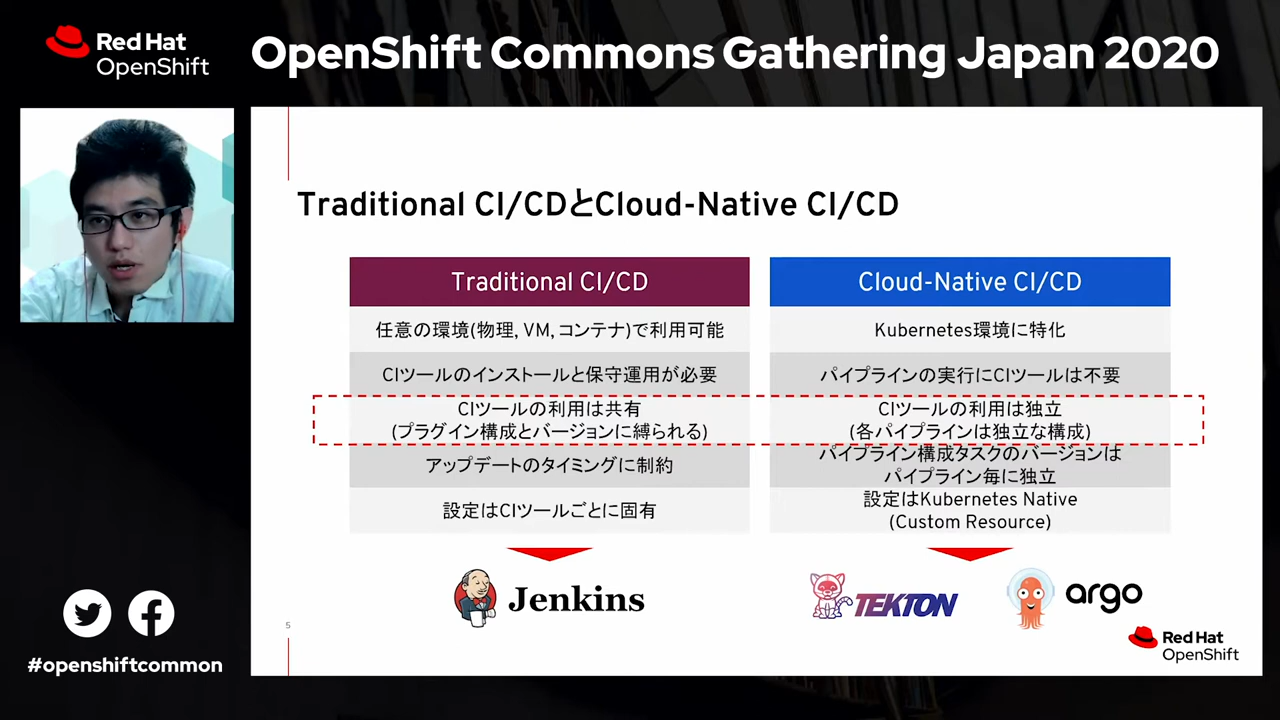 Red Hat
OpenShift
OpenShift Commons Gathering Japan 2020
Traditional CI/CDとCloud-Native CI/CD
Traditional CI/CD
Cloud-Native CI/CD
任意の環境(物理, VM, コンテナ)で利用可能
Kubernetes環境に特化
CIツールのインストールと保守運用が必要
パイプラインの実行にCIツールは不要
CIツールの利用は共有
(プラグイン構成とバージョンに縛られる)
CIツールの利用は独立
(各パイプラインは独立な構成)
アップデートのタイミングに制約
パイプライン構成タスクのバージョンは
パイプライン毎に独立
設定はCIツールごとに固有
設定はKubernetes Native
(Custom Resource)
Jenkins
TEKTON
argo
5
Red Hat
OpenShift
#openshiftcommon